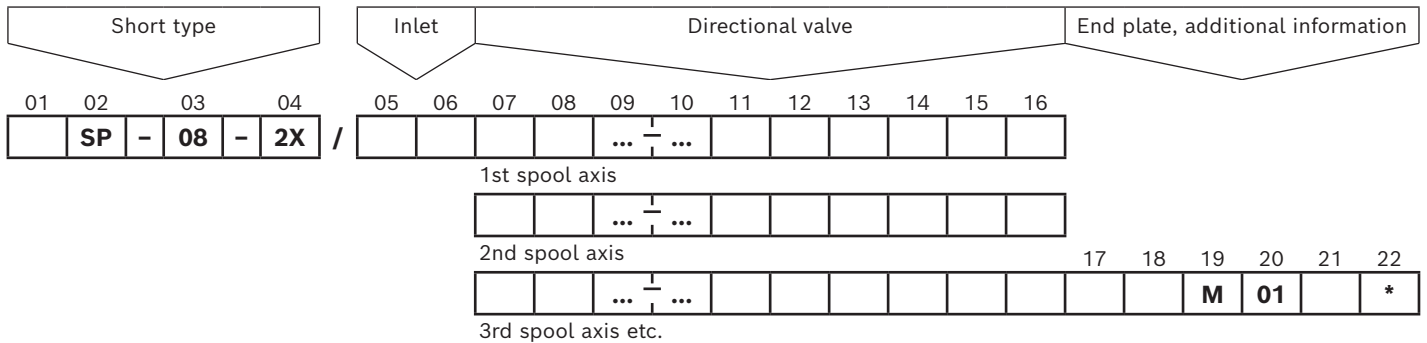 Short type Inlet Directional valve End plate, additional information
01 02 03 04 05 06 07 08 09 10 11 12 13 14 15 16
SP – 08 – 2X / ... – ...
1st spool axis
... – ...
2nd spool axis
17 18 19 20 21 22
... – ... M 01 *
3rd spool axis etc.